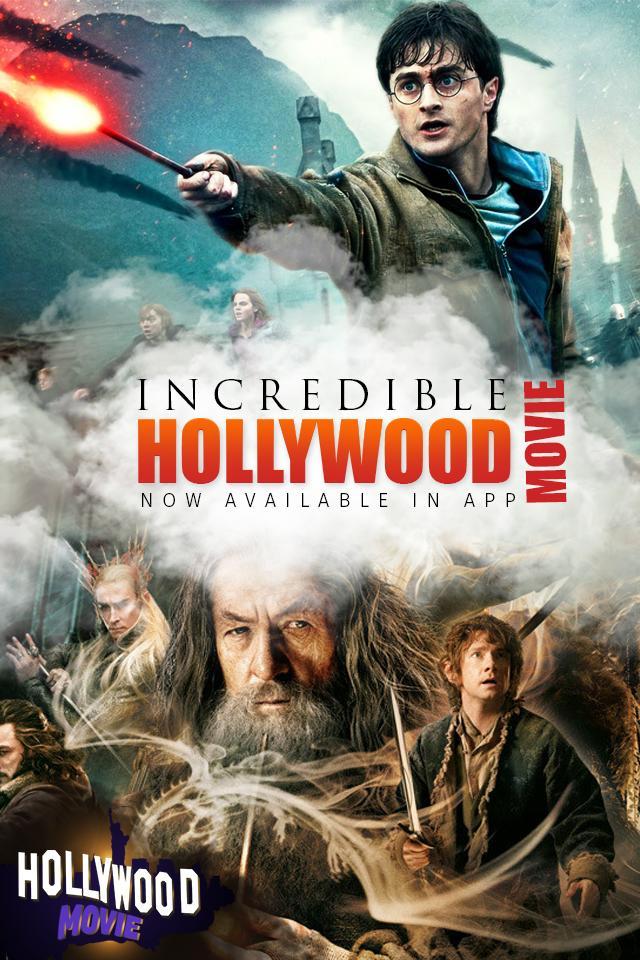 INCREDIBLE
HOLLYWOOD
MOVIE
NOW AVAILABLE IN APP
HOLLYWOOD
MOVIE